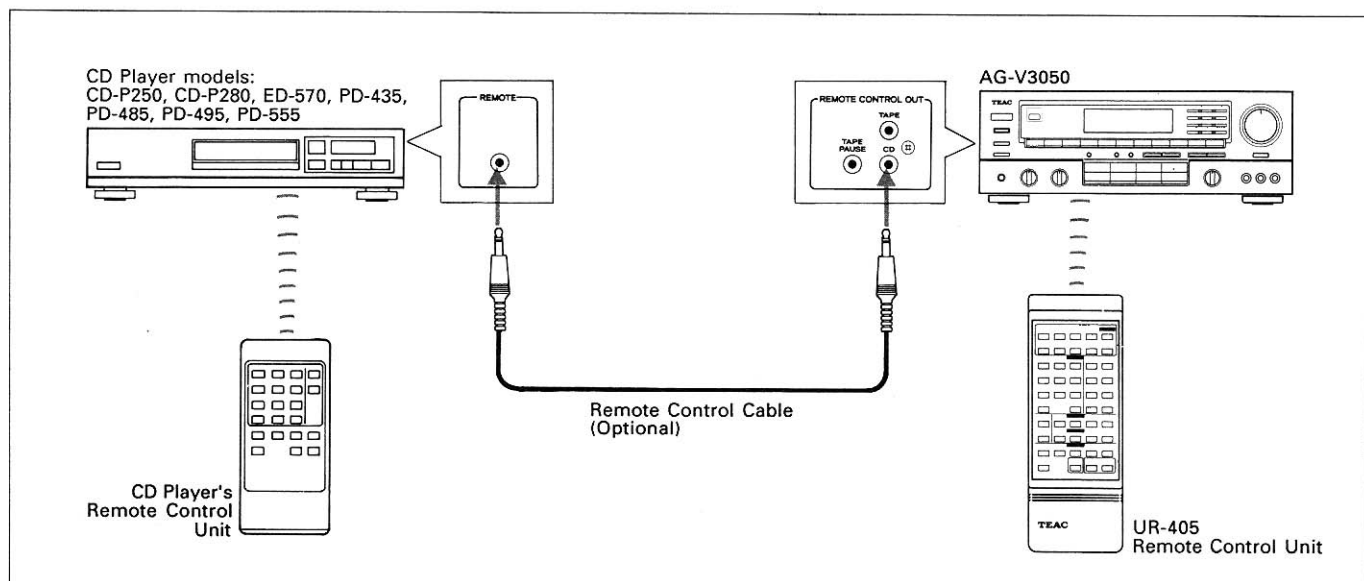 CD Player models:
CD-P250, CD-P280, ED-570, PD-435,
PD-485, PD-495, PD-555
REMOTE
REMOTE CONTROL OUT
TAPE
TAPE
PAUSE
CD
AG-V3050
TEAC
Remote Control Cable
(Optional)
CD Player's
Remote Control
Unit
TEAC
UR-405
Remote Control Unit